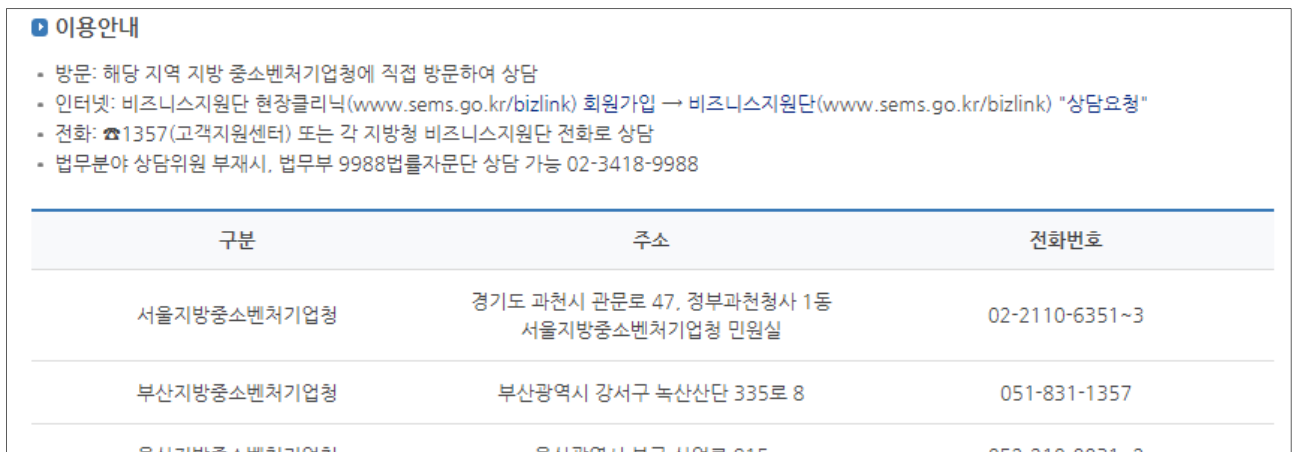 이용안내
방문: 해당 지역 지방 중소벤처기업청에 직접 방문하여 상담
인터넷: 비즈니스지원단 현장클리닉(www.sems.go.kr/bizlink) 회원가입 → 비즈니스지원단(www.sems.go.kr/bizlink) "상담요청"
전화: ☎1357(고객지원센터) 또는 각 지방청 비즈니스지원단 전화로 상담
법무분야 상담위원 부재시, 법무부 9988법률자문단 상담 가능 02-3418-9988
구분 주소 전화번호
경기도 과천시 관문로 47, 정부과천청사 1동
서울지방중소벤처기업청 02-2110-6351~3
서울지방중소벤처기업청 민원실
부산지방중소벤처기업청 부산광역시 강서구 녹산산단 335로 8 051-831-1357